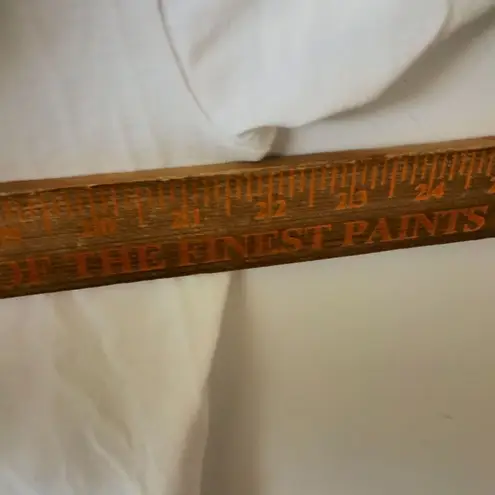 20 21 22 23 24
OF THE FINEST PAINTS